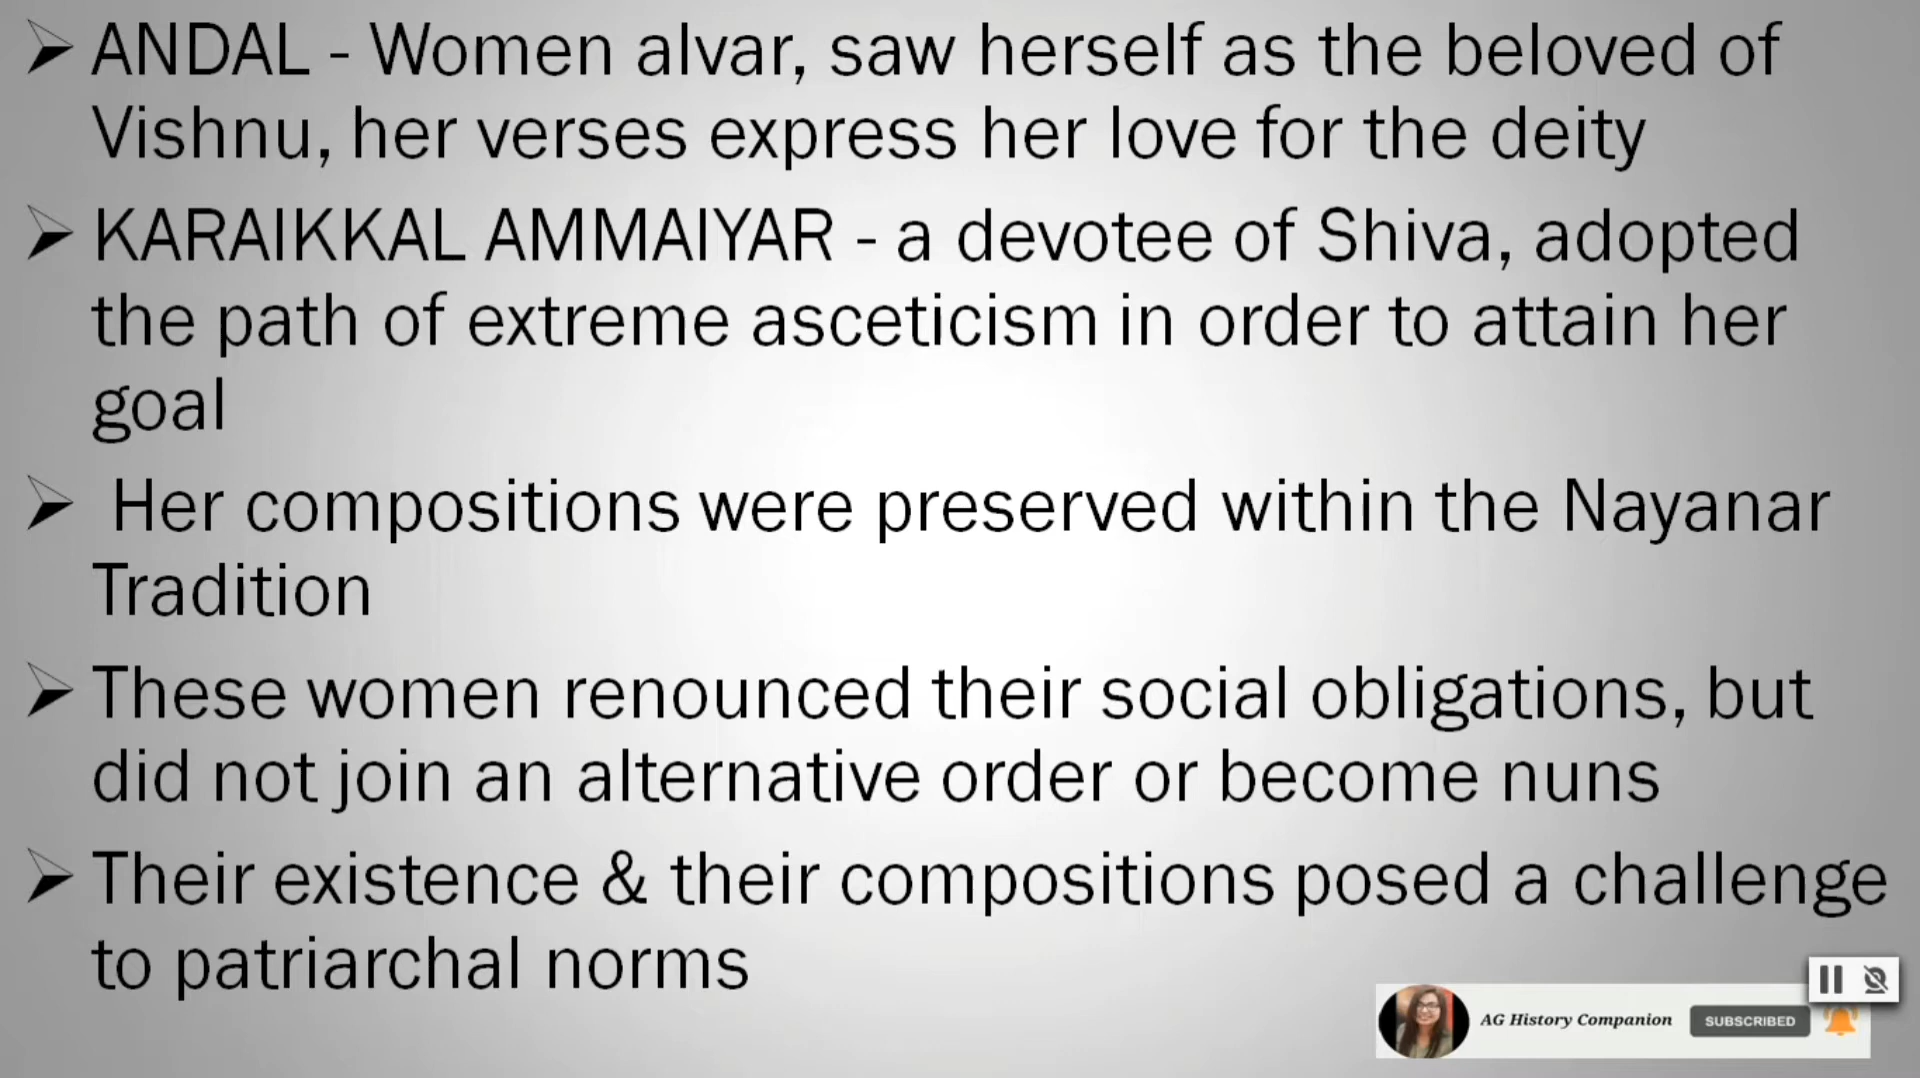 ➢ ANDAL - Women alvar, saw herself as the beloved of
Vishnu, her verses express her love for the deity
➢ KARAIKKAL AMMAIYAR - a devotee of Shiva, adopted
the path of extreme asceticism in order to attain her
goal
➢ Her compositions were preserved within the Nayanar
Tradition
➢ These women renounced their social obligations, but
did not join an alternative order or become nuns
➢ Their existence & their compositions posed a challenge
to patriarchal norms
AG History Companion SUBSCRIBED